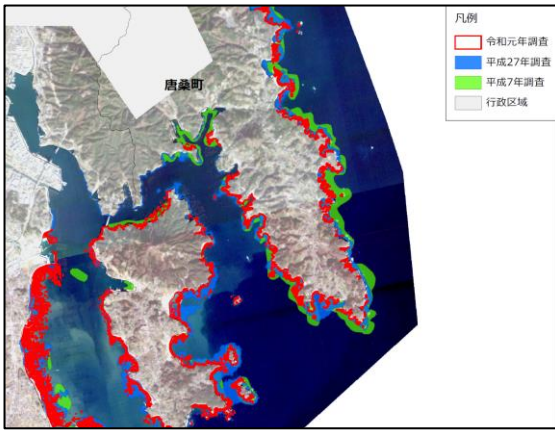 凡例
令和元年調査
平成27年調査
平成7年調査
行政区域
唐桑町